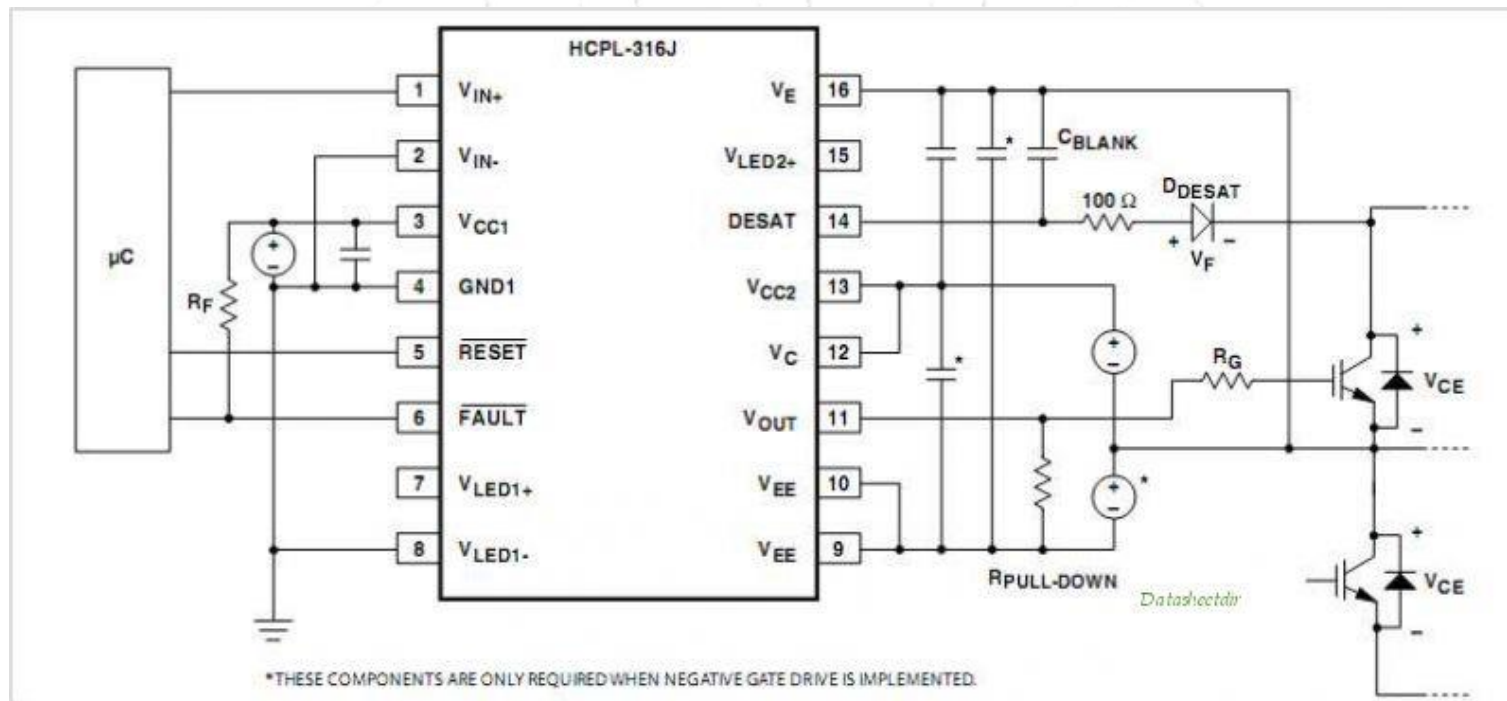 HCPL-316J
µC
1 VIN+
2 VIN-
3 VCC1
4 GND1
5 RESET
6 FAULT
7 VLED1+
8 VLED1-
RF
+
-
VE 16
VLED2+ 15
DESAT 14
VCC2 13
VC 12
VOUT 11
VEE 10
VEE 9
*
CBLANK
100 Ω
DDESAT
+ VF -
*
+
-
RG
+
VCE
-
+
-
*
RPULL-DOWN
+
VCE
-
Datasheetdir
*THESE COMPONENTS ARE ONLY REQUIRED WHEN NEGATIVE GATE DRIVE IS IMPLEMENTED.